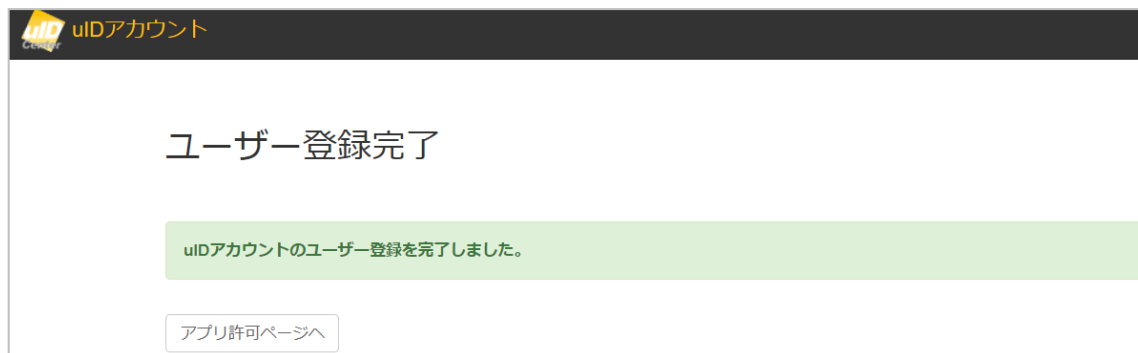 uID
Center
uIDアカウント
ユーザー登録完了
uIDアカウントのユーザー登録を完了しました。
アプリ許可ページへ